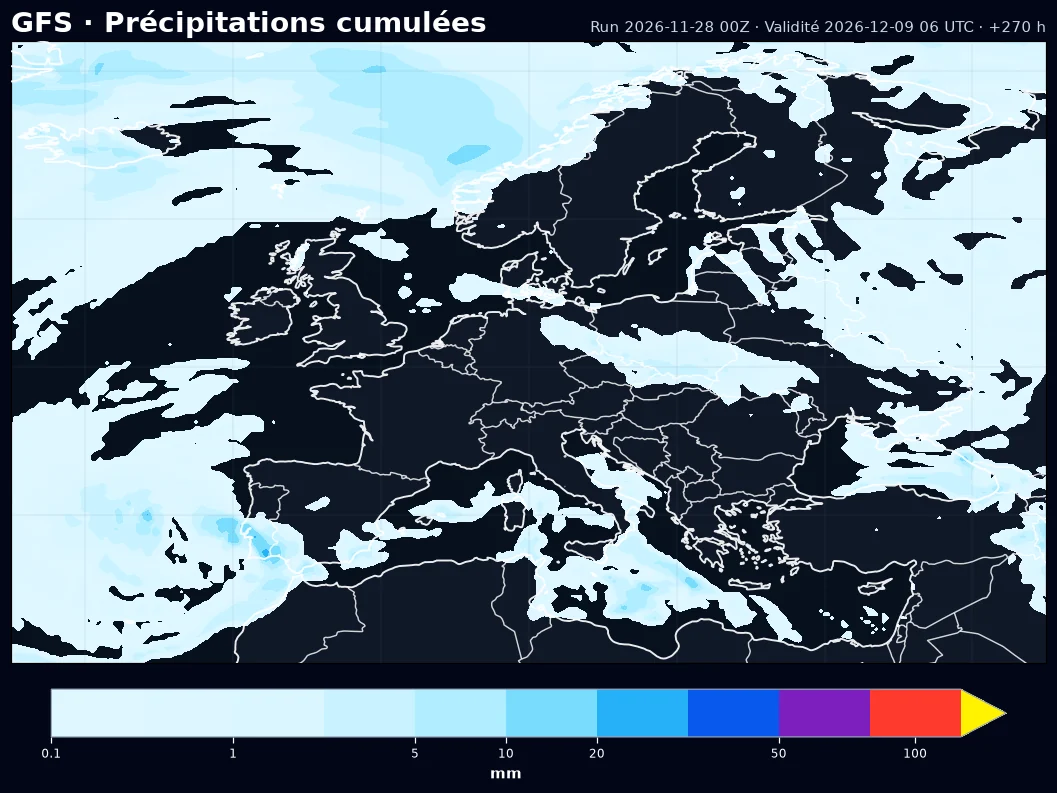 GFS · Précipitations cumulées
Run 2026-11-28 00Z · Validité 2026-12-09 06 UTC · +270 h
0.1 1 5 10 20 50 100
mm